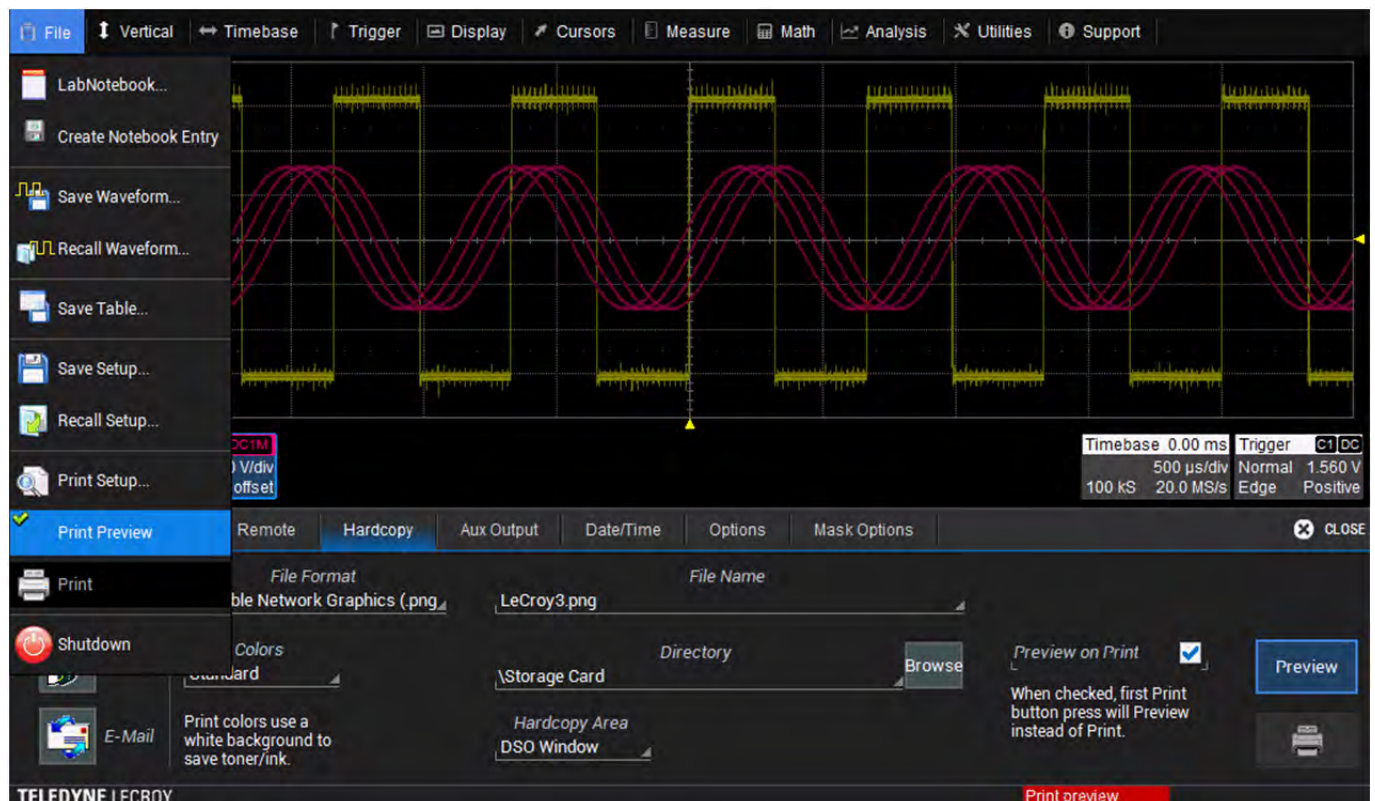 File Vertical Timebase Trigger Display Cursors Measure Math Analysis Utilities Support
LabNotebook...
Create Notebook Entry
Save Waveform...
Recall Waveform...
Save Table...
Save Setup...
Recall Setup...
Print Setup...
Print Preview
Print
Shutdown
DC1M
V/div
offset
Timebase 0.00 ms
500 µs/div
100 kS 20.0 MS/s
Trigger C1 DC
Normal 1.560 V
Edge Positive
Remote Hardcopy Aux Output Date/Time Options Mask Options CLOSE
File Format
ble Network Graphics (.png
File Name
LeCroy3.png
Colors
Standard
Print colors use a
white background to
save toner/ink.
E-Mail
Directory
\Storage Card
Browse
Hardcopy Area
DSO Window
Preview on Print
When checked, first Print
button press will Preview
instead of Print.
Preview
TELEDYNE LECROY
Print preview